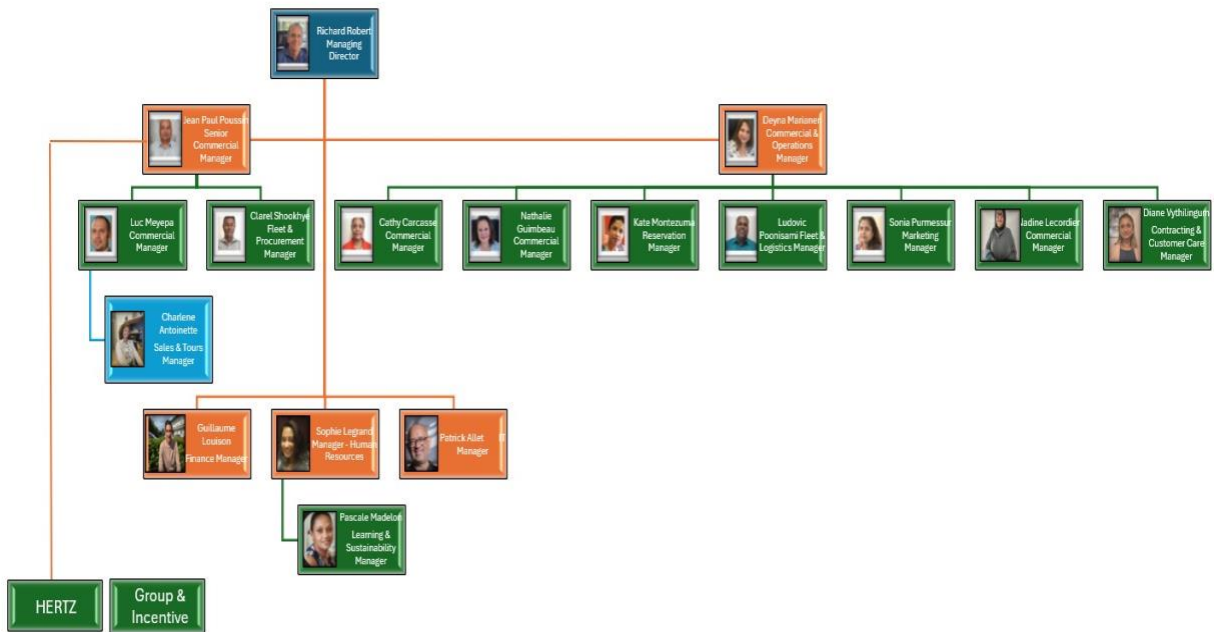 Richard Robert
Managing
Director
Jean Paul Poussin
Senior
Commercial
Manager
Deyna Marianen
Commercial &
Operations
Manager
Luc Meyepa
Commercial
Manager
Clarel Shookhye
Fleet &
Procurement
Manager
Cathy Carcasse
Commercial
Manager
Nathalie
Guimbeau
Commercial
Manager
Kate Montezuma
Reservation
Manager
Ludovic
Poonisami Fleet &
Logistics Manager
Sonia Purmessur
Marketing
Manager
Jadine Lecordier
Commercial
Manager
Diane Vythilingum
Contracting &
Customer Care
Manager
Charlene
Antoinette
Sales & Tours
Manager
Guillaume
Louison
Finance Manager
Sophie Legrand
Manager - Human
Resources
Patrick Allet IT
Manager
Pascale Madelon
Learning &
Sustainability
Manager
HERTZ
Group &
Incentive